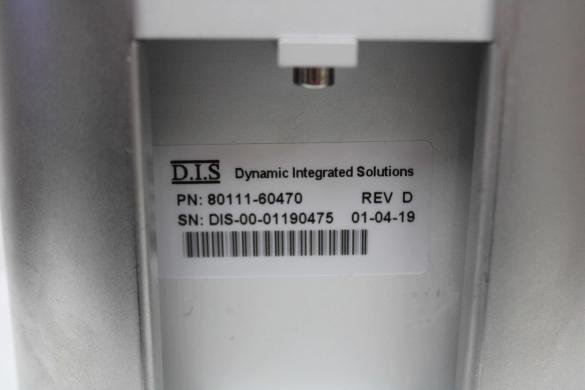 D.I.S Dynamic Integrated Solutions
PN: 80111-60470 REV D
SN: DIS-00-01190475 01-04-19